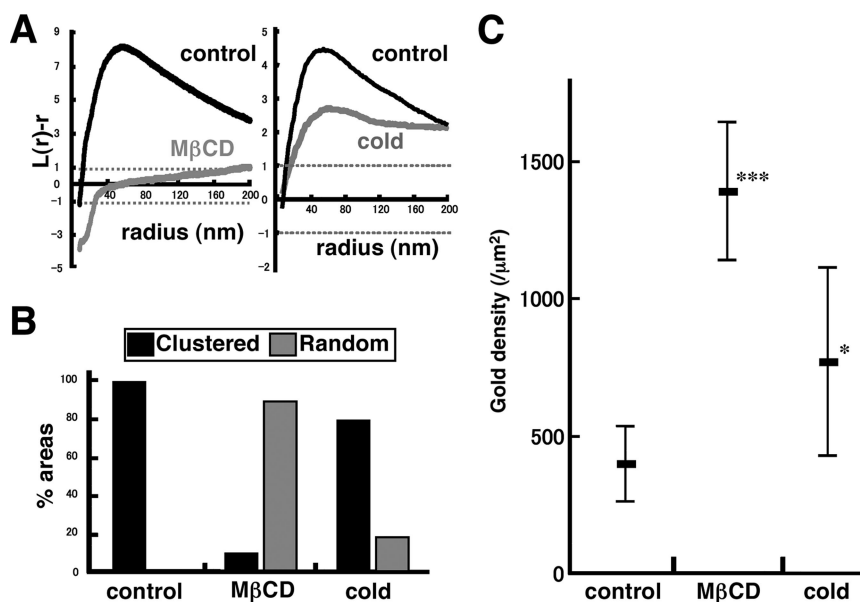 A
L(r)-r
9
7
5
3
1
0
−1
−3
−5
control
MβCD
40
80
120
160
200
radius (nm)
5
4
3
2
1
0
−1
−2
control
cold
40
80
120
160
200
radius (nm)
B
Clustered
Random
% areas
100
80
60
40
20
0
control
MβCD
cold
C
Gold density (/μm²)
1500
1000
500
0
***
*
control
MβCD
cold